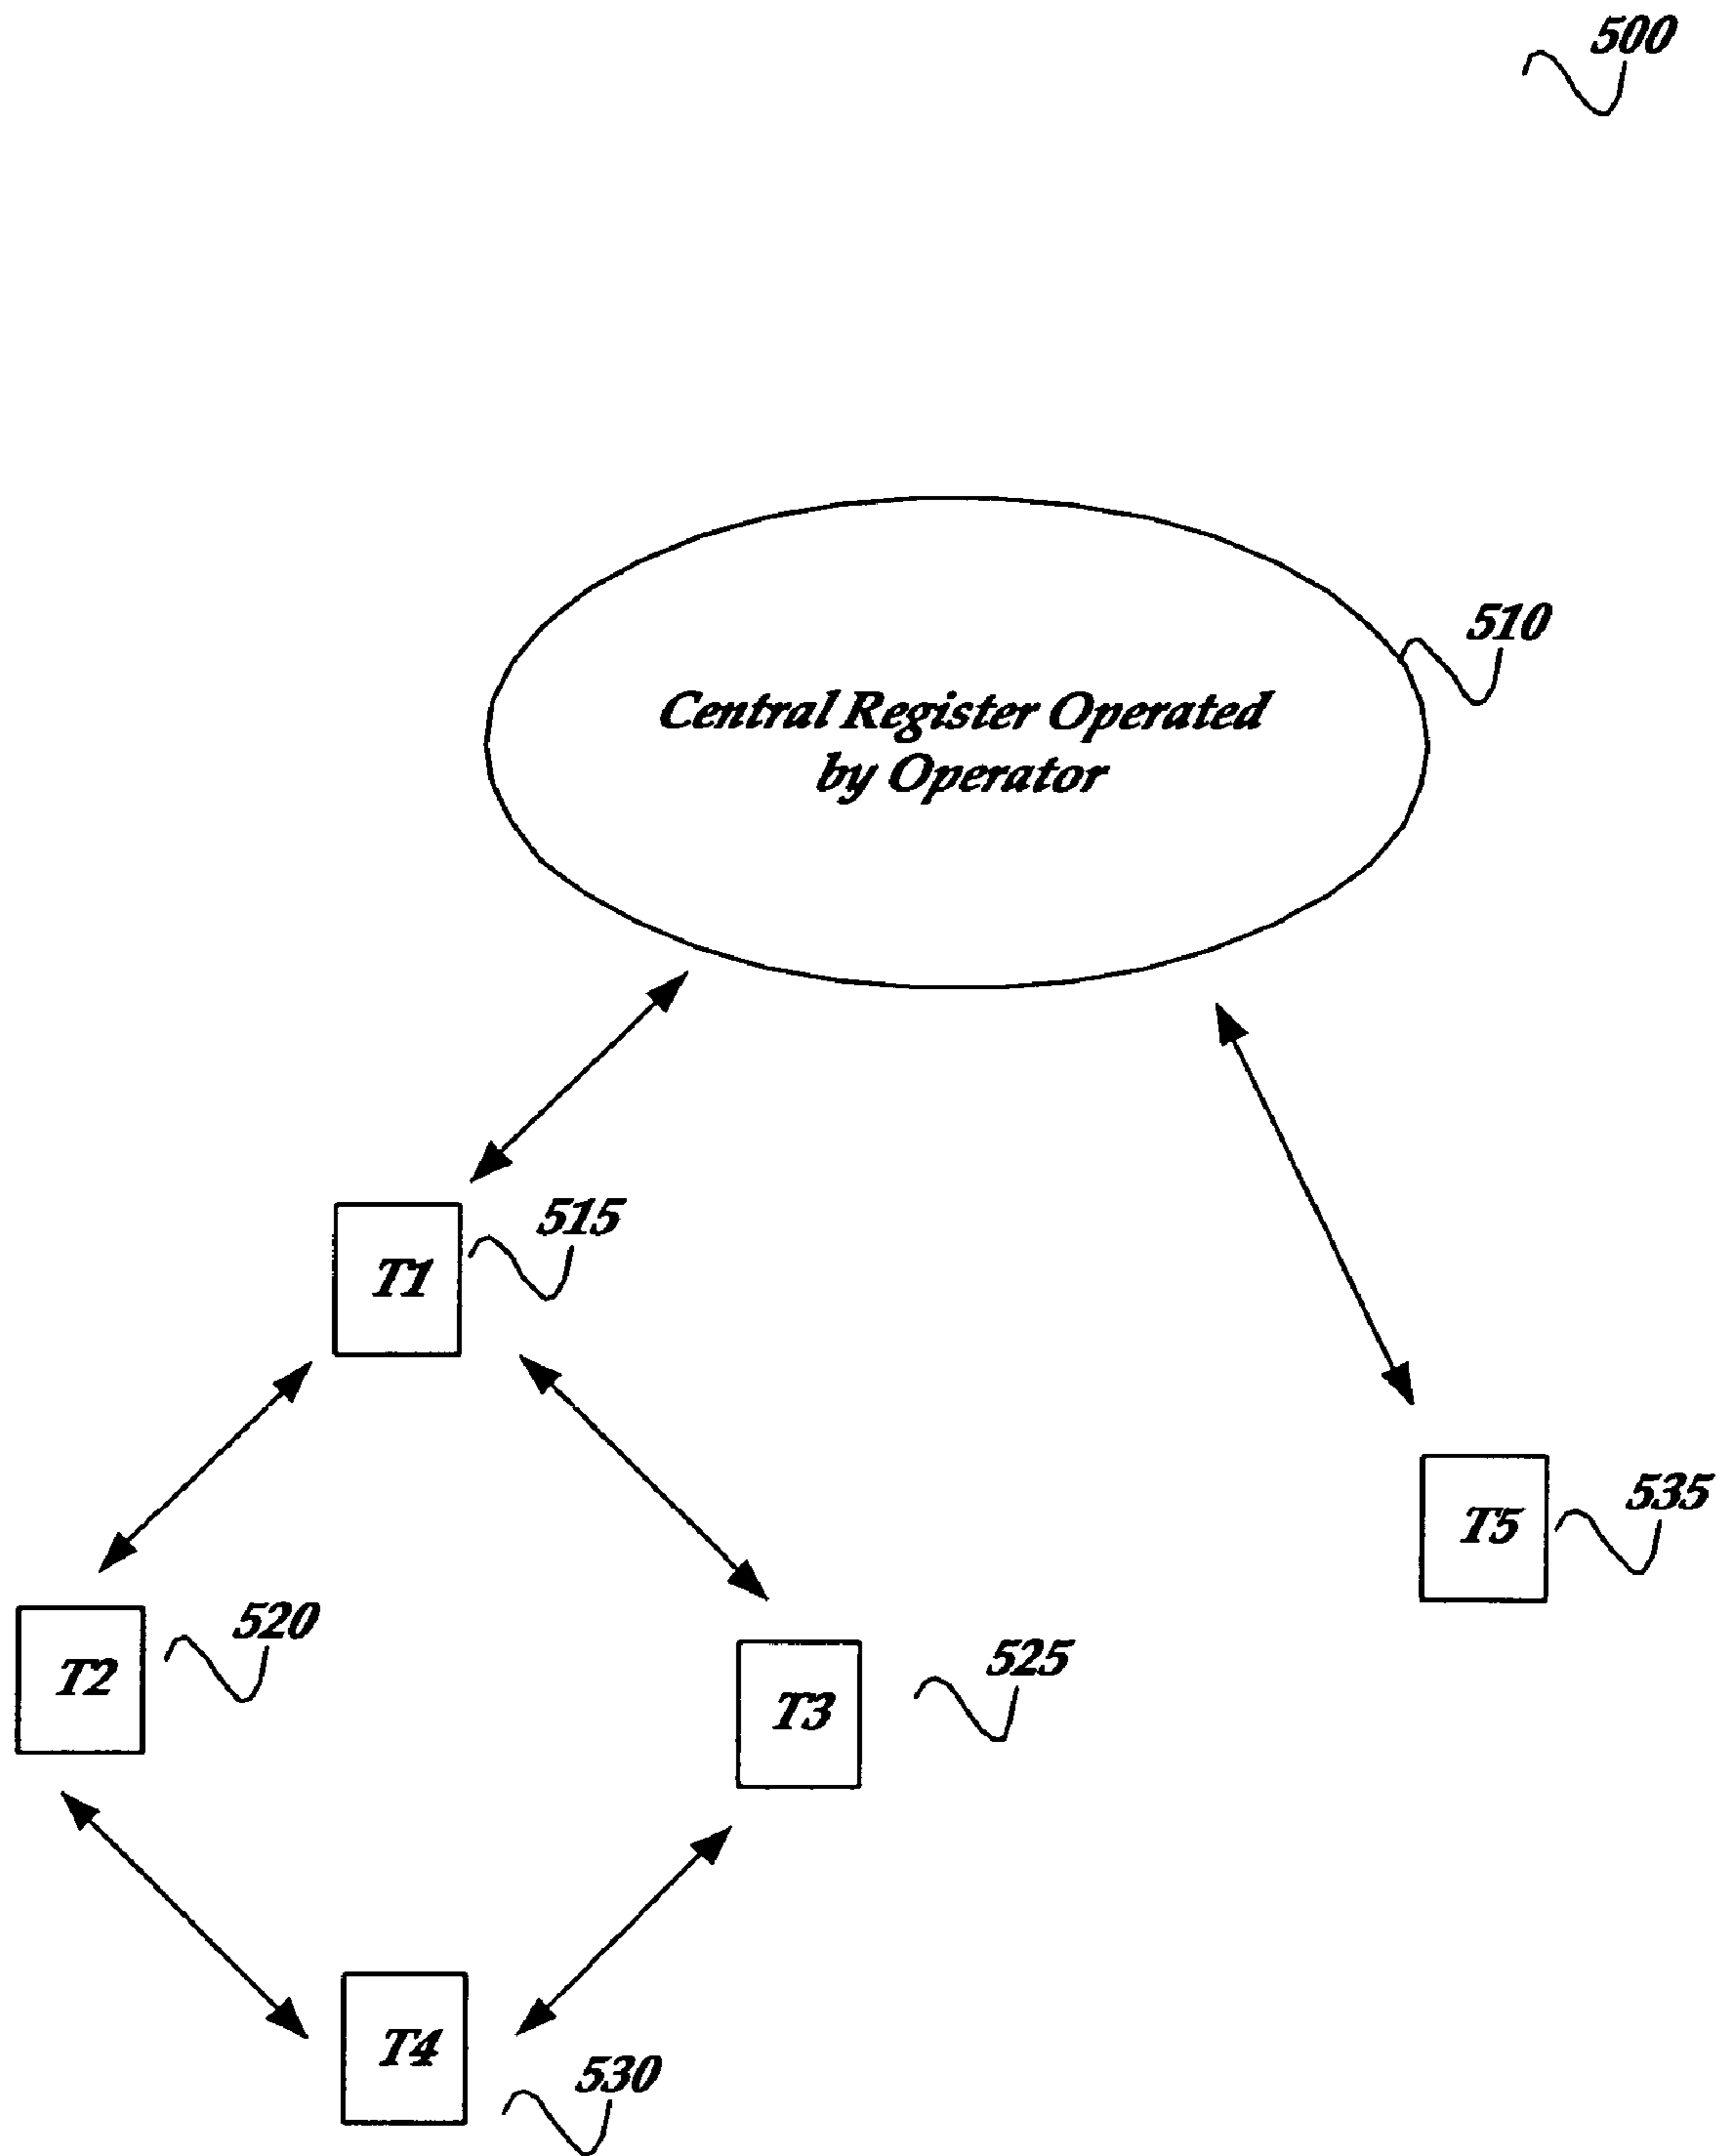 500
510
Central Register Operated
by Operator
515
T1
535
T5
520
T2
525
T3
T4
530